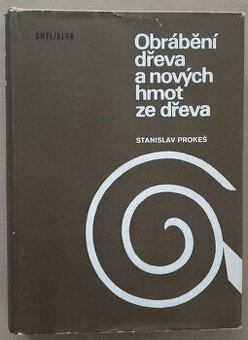 SNTL/ALFA
Obrábění
dřeva
a nových
hmot
ze dřeva
STANISLAV PROKEŠ